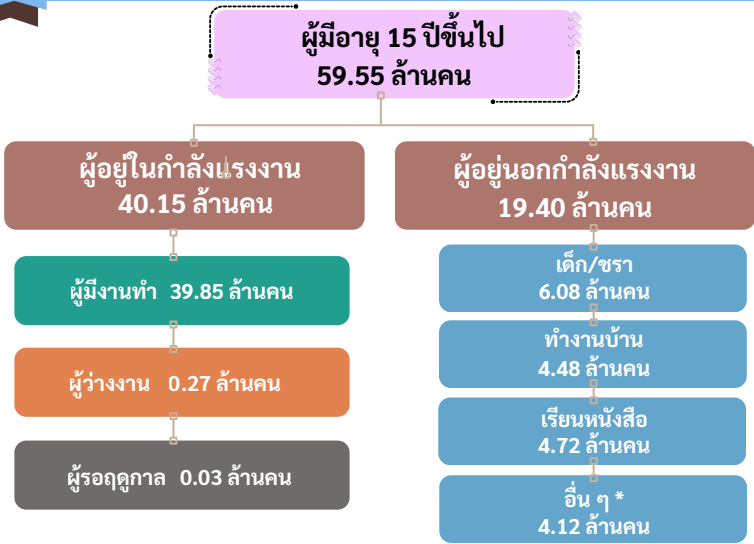 ผู้มีอายุ 15 ปีขึ้นไป
59.55 ล้านคน
ผู้อยู่ในกำลังแรงงาน
40.15 ล้านคน
ผู้มีงานทำ 39.85 ล้านคน
ผู้ว่างงาน 0.27 ล้านคน
ผู้รอฤดูกาล 0.03 ล้านคน
ผู้อยู่นอกกำลังแรงงาน
19.40 ล้านคน
เด็ก/ชรา
6.08 ล้านคน
ทำงานบ้าน
4.48 ล้านคน
เรียนหนังสือ
4.72 ล้านคน
อื่น ๆ *
4.12 ล้านคน